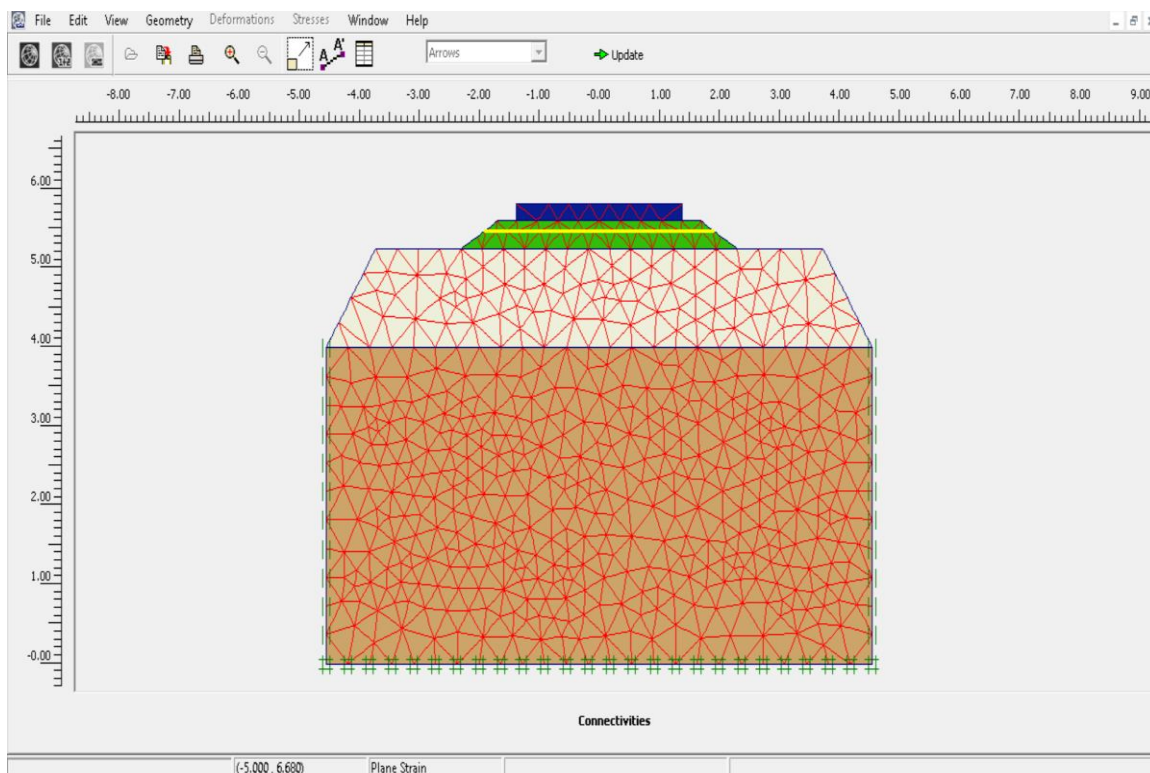 File Edit View Geometry Deformations Stresses Window Help
A A'
Arrows
Update
-8.00 -7.00 -6.00 -5.00 -4.00 -3.00 -2.00 -1.00 -0.00 1.00 2.00 3.00 4.00 5.00 6.00 7.00 8.00 9.00
6.00
5.00
4.00
3.00
2.00
1.00
-0.00
Connectivities
(-5.000 , 6.680) Plane Strain